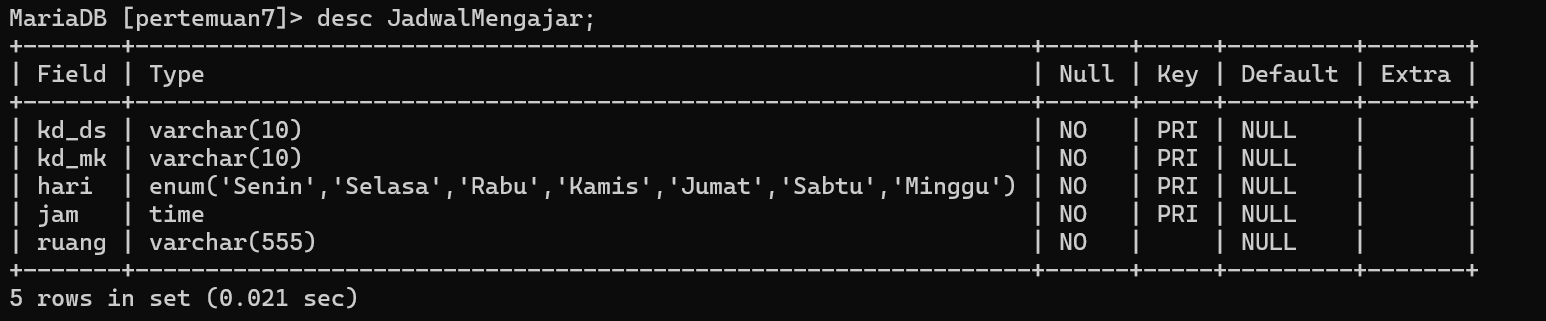 MariaDB [pertemuan7]> desc JadwalMengajar;
+-------+----------------------------------------------------------------+------+-----+---------+-------+
| Field | Type                                                           | Null | Key | Default | Extra |
+-------+----------------------------------------------------------------+------+-----+---------+-------+
| kd_ds | varchar(10)                                                    | NO   | PRI | NULL    |       |
| kd_mk | varchar(10)                                                    | NO   | PRI | NULL    |       |
| hari  | enum('Senin','Selasa','Rabu','Kamis','Jumat','Sabtu','Minggu') | NO   | PRI | NULL    |       |
| jam   | time                                                           | NO   | PRI | NULL    |       |
| ruang | varchar(555)                                                   | NO   |     | NULL    |       |
+-------+----------------------------------------------------------------+------+-----+---------+-------+
5 rows in set (0.021 sec)